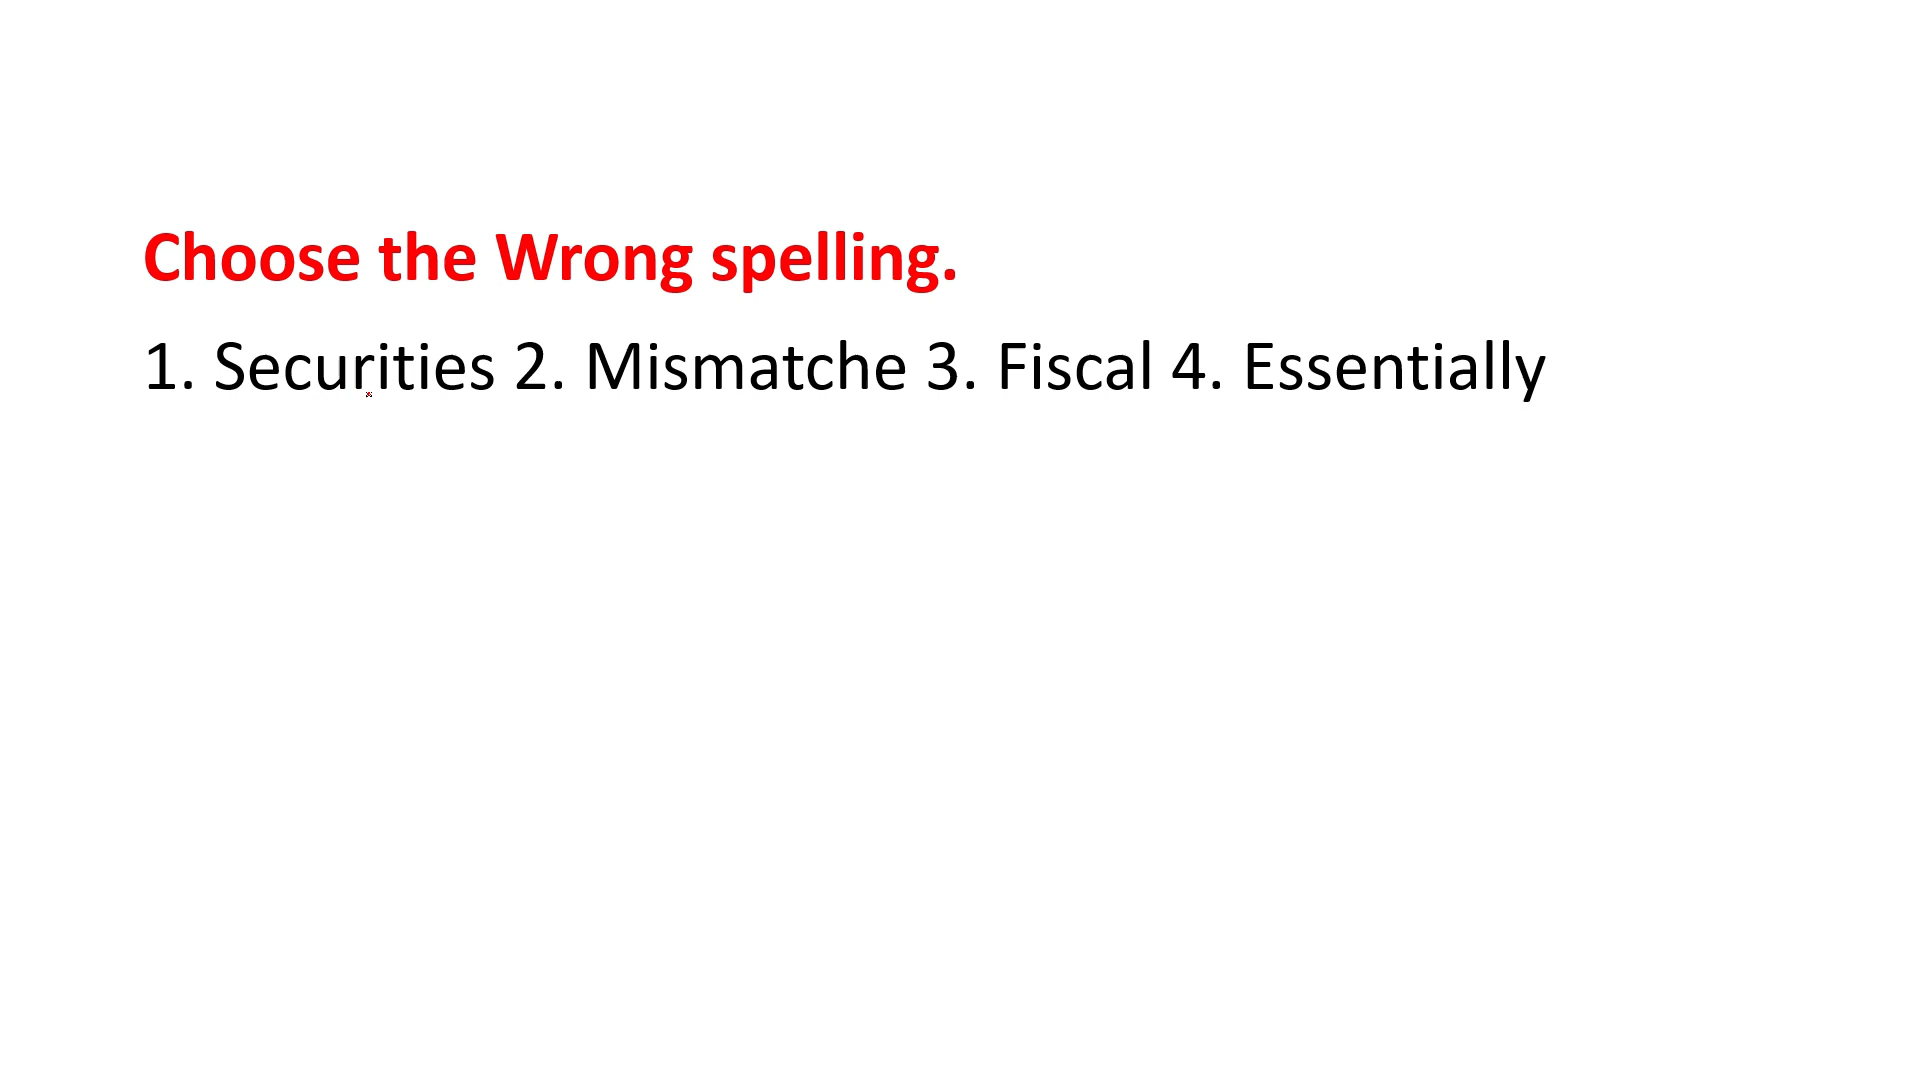 Choose the Wrong spelling.
1. Securities 2. Mismatche 3. Fiscal 4. Essentially